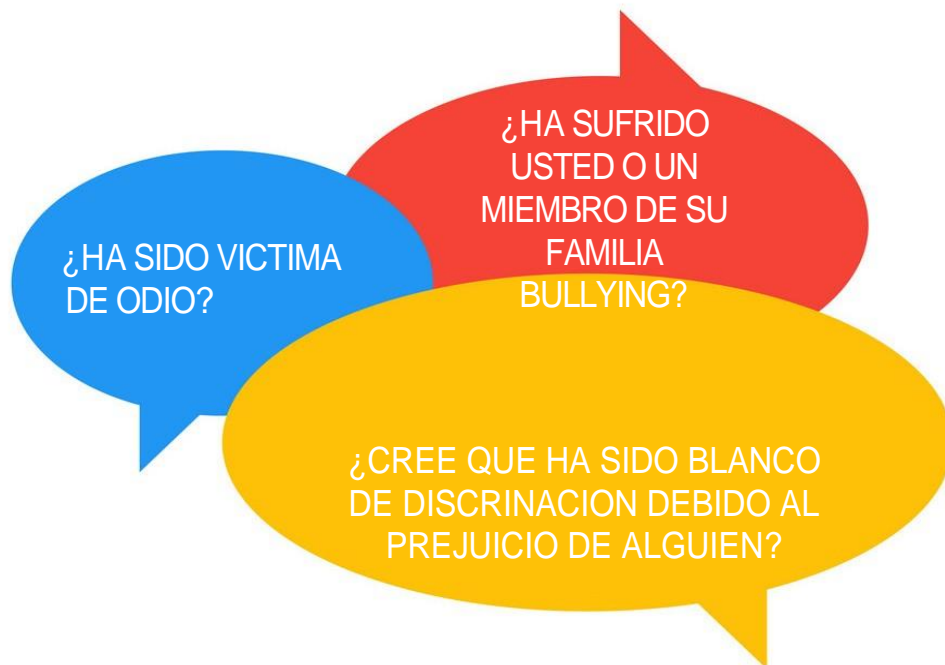 ¿HA SUFRIDO
USTED O UN
MIEMBRO DE SU
FAMILIA
BULLYING?
¿HA SIDO VICTIMA
DE ODIO?
¿CREE QUE HA SIDO BLANCO
DE DISCRINACION DEBIDO AL
PREJUICIO DE ALGUIEN?